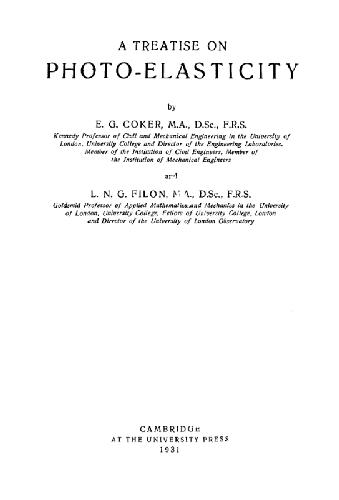 A TREATISE ON
PHOTO-ELASTICITY
by
E. G. COKER, M.A., D.Sc., F.R.S.
Kennedy Professor of Civil and Mechanical Engineering in the University of
London, University College and Director of the Engineering Laboratories,
Member of the Institution of Civil Engineers, Member of
the Institution of Mechanical Engineers
and
L. N. G. FILON, M.A., D.Sc., F.R.S.
Goldsmid Professor of Applied Mathematics and Mechanics in the University
of London, University College, Fellow of University College, London
and Director of the University of London Observatory
CAMBRIDGE
AT THE UNIVERSITY PRESS
1931